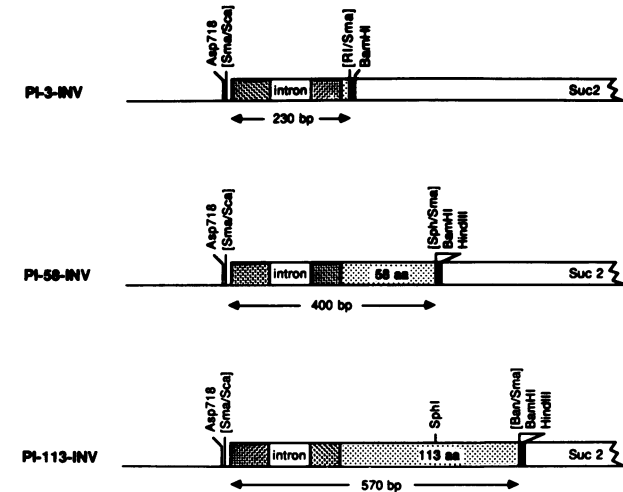 Asp718
[Sma/Sca]
[RI/Sma]
BamHI
PI-3-INV
intron
Suc2
230 bp
Asp718
[Sma/Sca]
[Sph/Sma]
BamHI
HindIII
PI-58-INV
intron
58 aa
Suc 2
400 bp
Asp718
[Sma/Sca]
SphI
[Ban/Sma]
BamHI
HindIII
PI-113-INV
intron
113 aa
Suc 2
570 bp